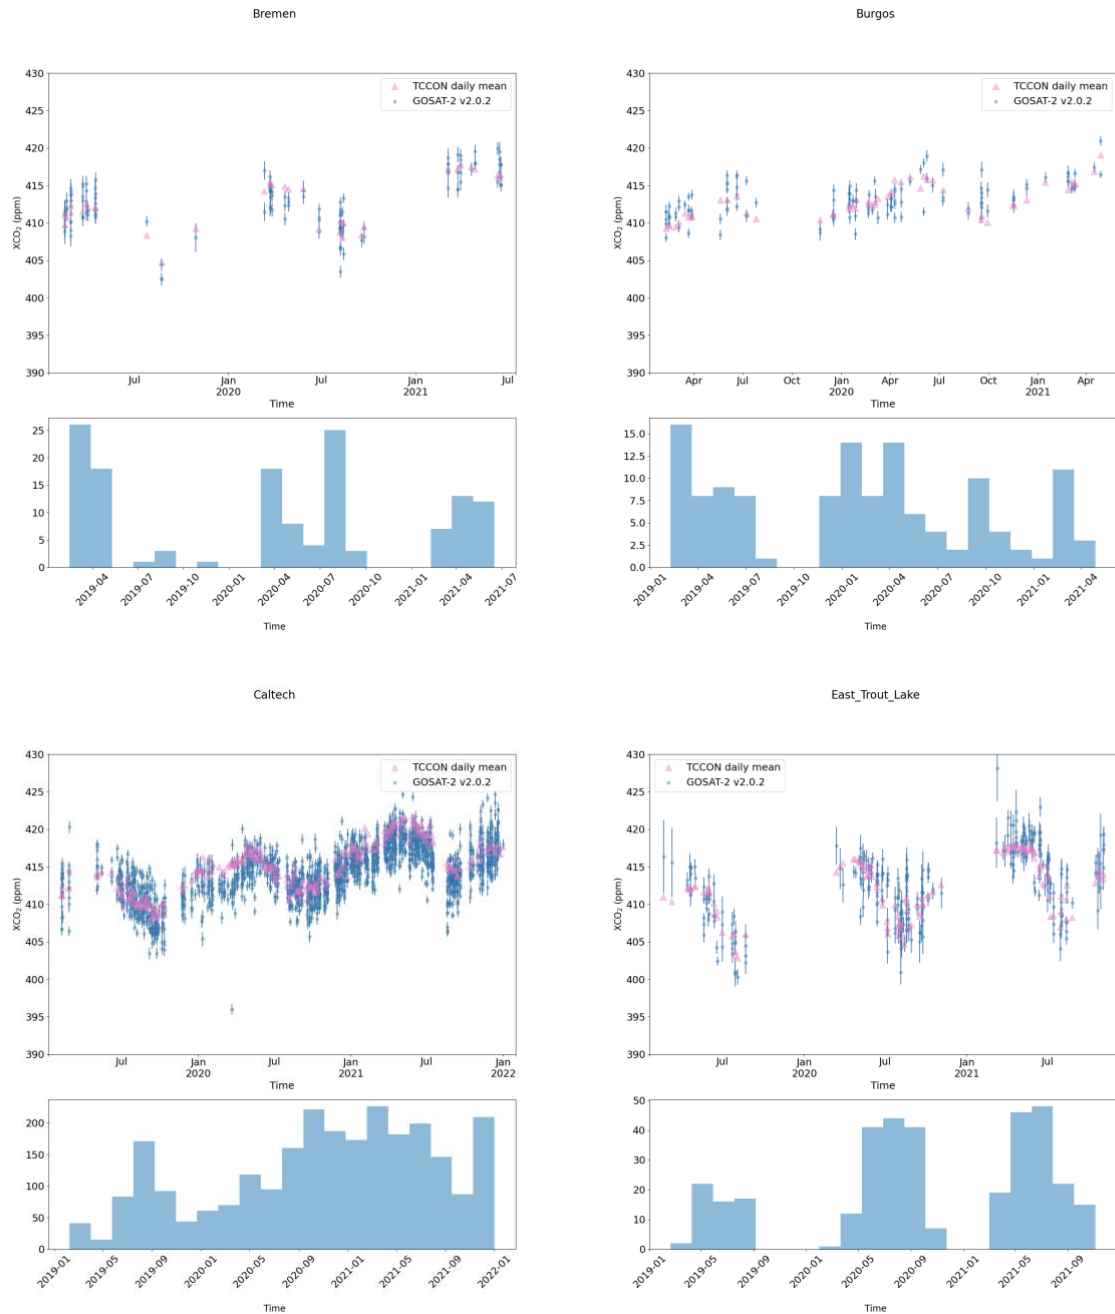 Bremen
430
425
420
415
410
405
400
395
390
XCO₂ (ppm)
TCCON daily mean
GOSAT-2 v2.0.2
Jul
Jan
2020
Jul
Jan
2021
Jul
Time
25
20
15
10
5
0
2019-04
2019-07
2019-10
2020-01
2020-04
2020-07
2020-10
2021-01
2021-04
2021-07
Time
Burgos
430
425
420
415
410
405
400
395
390
XCO₂ (ppm)
TCCON daily mean
GOSAT-2 v2.0.2
Apr
Jul
Oct
Jan
2020
Apr
Jul
Oct
Jan
2021
Apr
Time
15.0
12.5
10.0
7.5
5.0
2.5
0.0
2019-01
2019-04
2019-07
2019-10
2020-01
2020-04
2020-07
2020-10
2021-01
2021-04
Time
Caltech
430
425
420
415
410
405
400
395
390
XCO₂ (ppm)
TCCON daily mean
GOSAT-2 v2.0.2
Jul
Jan
2020
Jul
Jan
2021
Jul
Jan
2022
Time
200
150
100
50
0
2019-01
2019-05
2019-09
2020-01
2020-05
2020-09
2021-01
2021-05
2021-09
2022-01
Time
East_Trout_Lake
430
425
420
415
410
405
400
395
390
XCO₂ (ppm)
TCCON daily mean
GOSAT-2 v2.0.2
Jul
Jan
2020
Jul
Jan
2021
Jul
Time
50
40
30
20
10
0
2019-01
2019-05
2019-09
2020-01
2020-05
2020-09
2021-01
2021-05
2021-09
Time